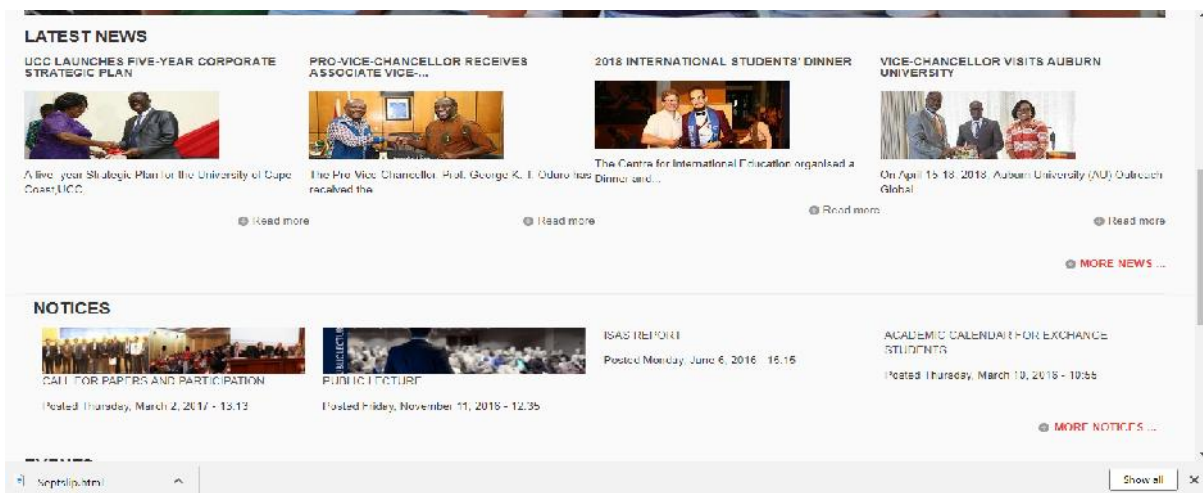 LATEST NEWS
UCC LAUNCHES FIVE-YEAR CORPORATE
STRATEGIC PLAN
A five -year Strategic Plan for the University of Cape
Coast,UCC,
Read more
PRO-VICE-CHANCELLOR RECEIVES
ASSOCIATE VICE-...
The Pro-Vice-Chancellor, Prof. George K. T. Oduro has
received the
Read more
2018 INTERNATIONAL STUDENTS' DINNER
The Centre for International Education organised a
Dinner and...
Read more
VICE-CHANCELLOR VISITS AUBURN
UNIVERSITY
On April 15-18, 2018, Auburn University (AU) Outreach
Global
Read more
MORE NEWS ...
NOTICES
CALL FOR PAPERS AND PARTICIPATION
Posted Thursday, March 2, 2017 - 13:13
PUBLIC LECTURE
Posted Friday, November 11, 2016 - 12:35
ISAS REPORT
Posted Monday, June 6, 2016 - 16:15
ACADEMIC CALENDAR FOR EXCHANGE
STUDENTS
Posted Thursday, March 10, 2016 - 10:55
MORE NOTICES ...
EVENTS
Septslip.html
Show all